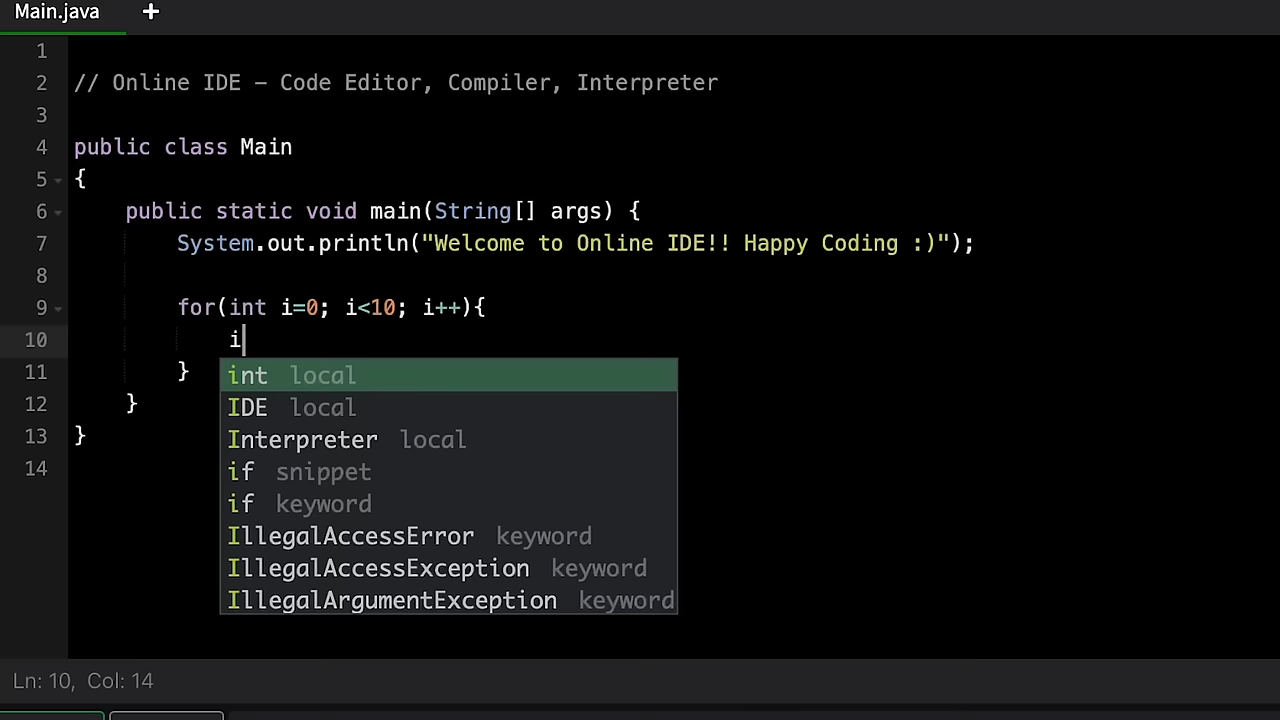 Main.java +
1
2 // Online IDE – Code Editor, Compiler, Interpreter
3
4 public class Main
5 {
6 public static void main(String[] args) {
7 System.out.println("Welcome to Online IDE!! Happy Coding :)");
8
9 for(int i=0; i<10; i++){
10 i
11 }
12 }
13 }
14
int local
IDE local
Interpreter local
if snippet
if keyword
IllegalAccessError keyword
IllegalAccessException keyword
IllegalArgumentException keyword
Ln: 10, Col: 14